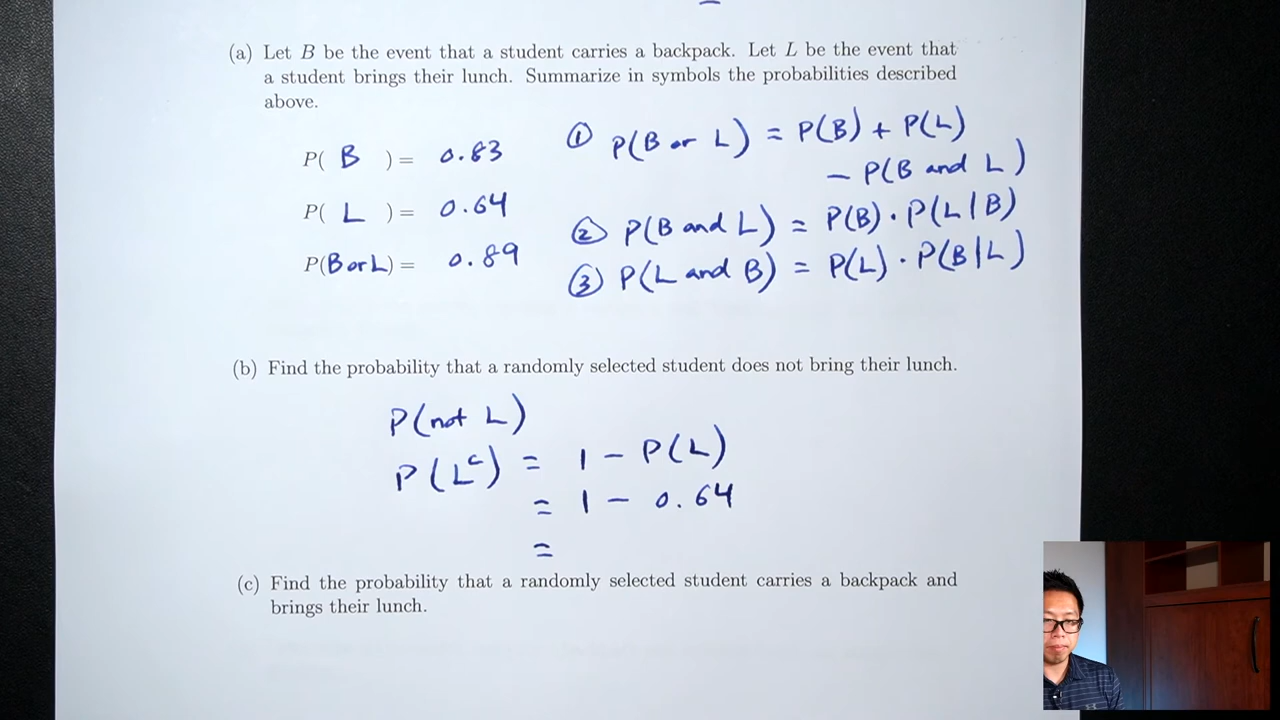 (a) Let B be the event that a student carries a backpack. Let L be the event that
a student brings their lunch. Summarize in symbols the probabilities described
above.
P( B ) = 0.83
P( L ) = 0.64
P(B or L) = 0.89
① P(B or L) = P(B) + P(L)
− P(B and L)
② P(B and L) = P(B) · P(L|B)
③ P(L and B) = P(L) · P(B|L)
(b) Find the probability that a randomly selected student does not bring their lunch.
P(not L)
P(Lᶜ) = 1 − P(L)
= 1 − 0.64
=
(c) Find the probability that a randomly selected student carries a backpack and
brings their lunch.